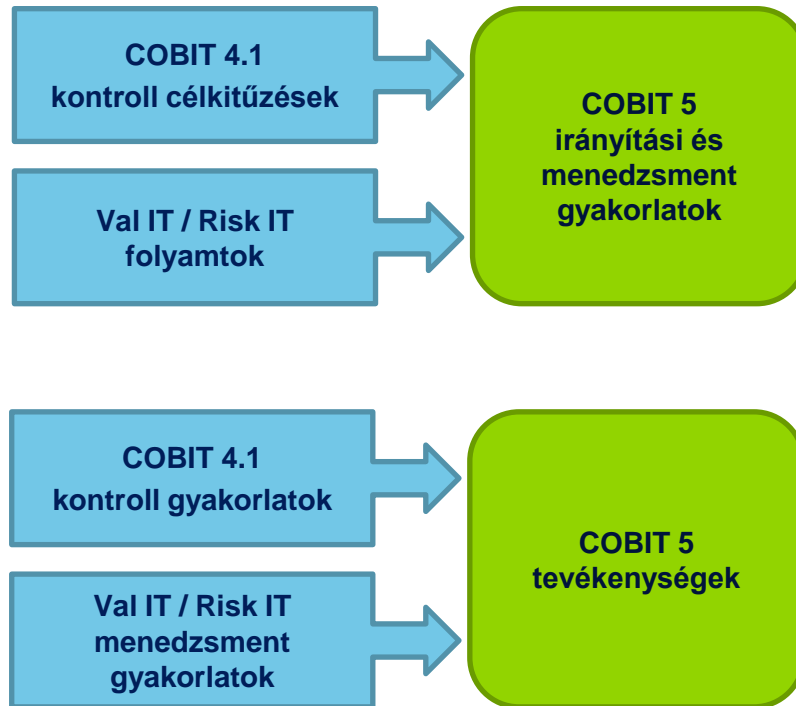 COBIT 4.1
kontroll célkitűzések
COBIT 5
irányítási és
menedzsment
gyakorlatok
Val IT / Risk IT
folyamtok
COBIT 4.1
kontroll gyakorlatok
COBIT 5
tevékenységek
Val IT / Risk IT
menedzsment
gyakorlatok